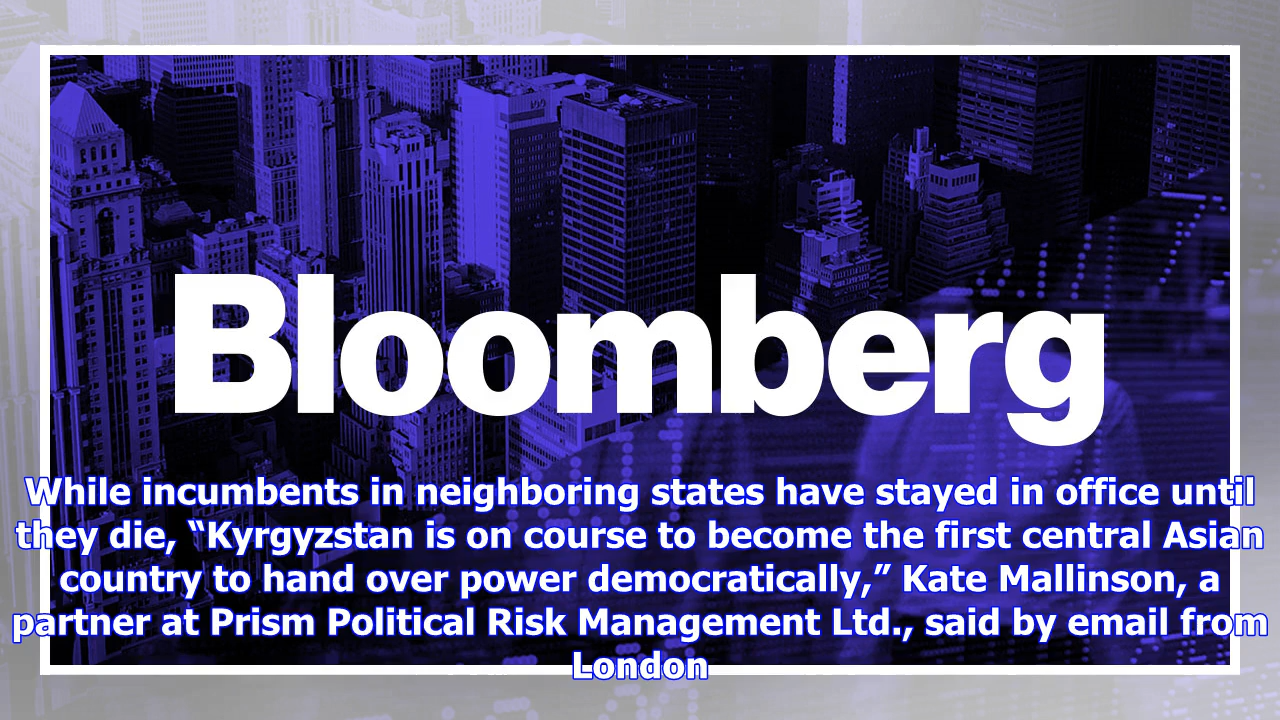 Bloomberg
While incumbents in neighboring states have stayed in office until
they die, “Kyrgyzstan is on course to become the first central Asian
country to hand over power democratically,” Kate Mallinson, a
partner at Prism Political Risk Management Ltd., said by email from
London